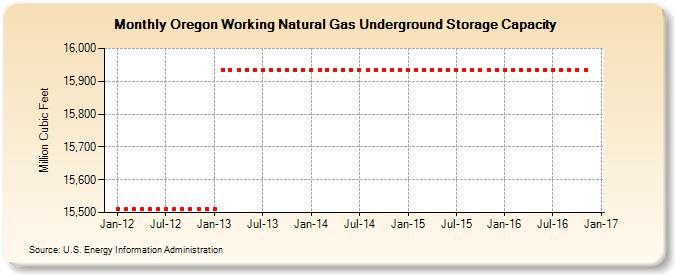 Monthly Oregon Working Natural Gas Underground Storage Capacity
Million Cubic Feet
16,000
15,900
15,800
15,700
15,600
15,500
Jan-12 Jul-12 Jan-13 Jul-13 Jan-14 Jul-14 Jan-15 Jul-15 Jan-16 Jul-16 Jan-17
Source: U.S. Energy Information Administration